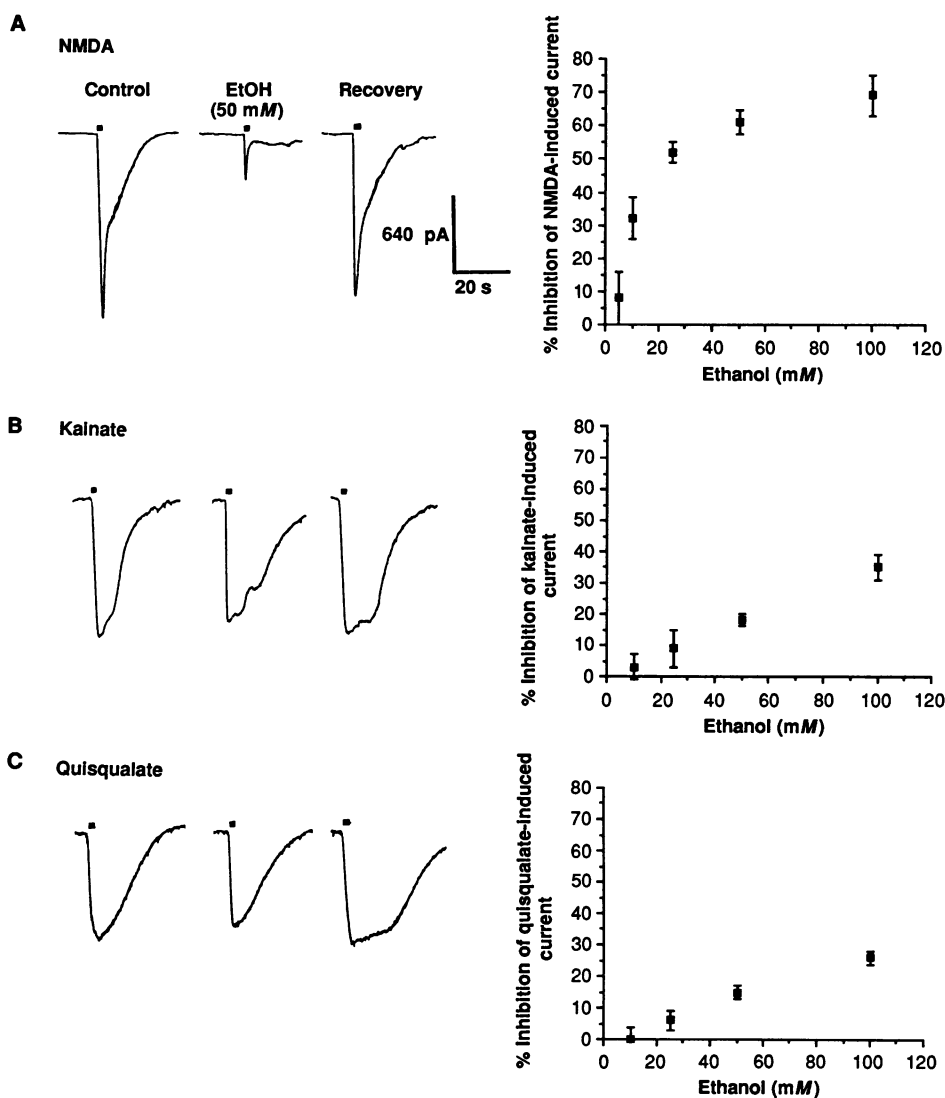 A
NMDA
Control
EtOH
(50 mM)
Recovery
640 pA
20 s
% Inhibition of NMDA-induced current
80
70
60
50
40
30
20
10
0
0 20 40 60 80 100 120
Ethanol (mM)
B
Kainate
% Inhibition of kainate-induced
current
80
70
60
50
40
30
20
10
0
0 20 40 60 80 100 120
Ethanol (mM)
C
Quisqualate
% Inhibition of quisqualate-induced
current
80
70
60
50
40
30
20
10
0
0 20 40 60 80 100 120
Ethanol (mM)